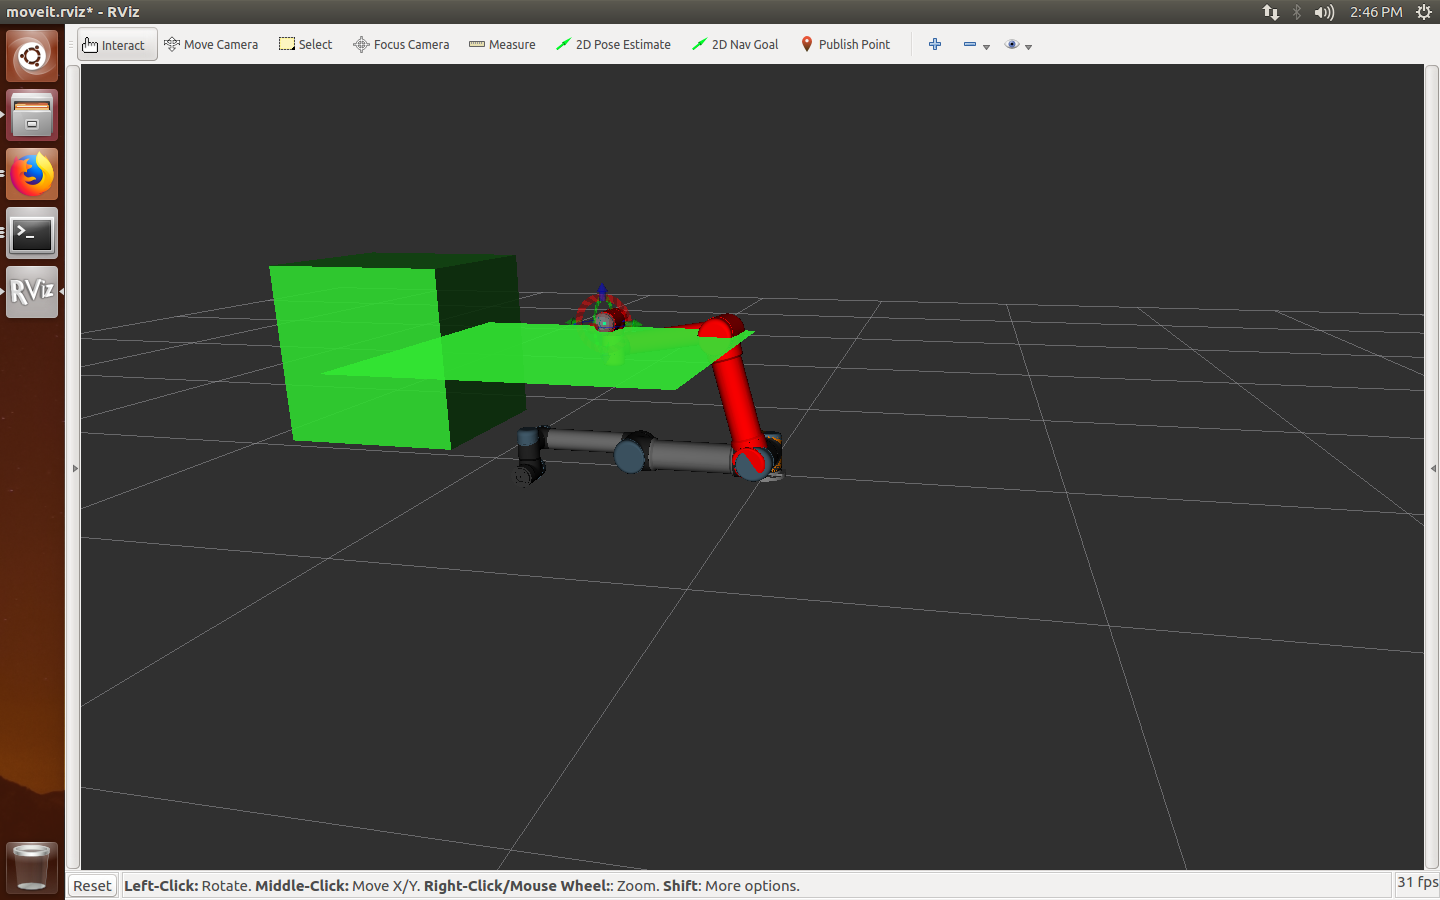 moveit.rviz* - RViz
2:46 PM
Interact Move Camera Select Focus Camera Measure 2D Pose Estimate 2D Nav Goal Publish Point
>_
RViz
Reset Left-Click: Rotate. Middle-Click: Move X/Y. Right-Click/Mouse Wheel:: Zoom. Shift: More options. 31 fps